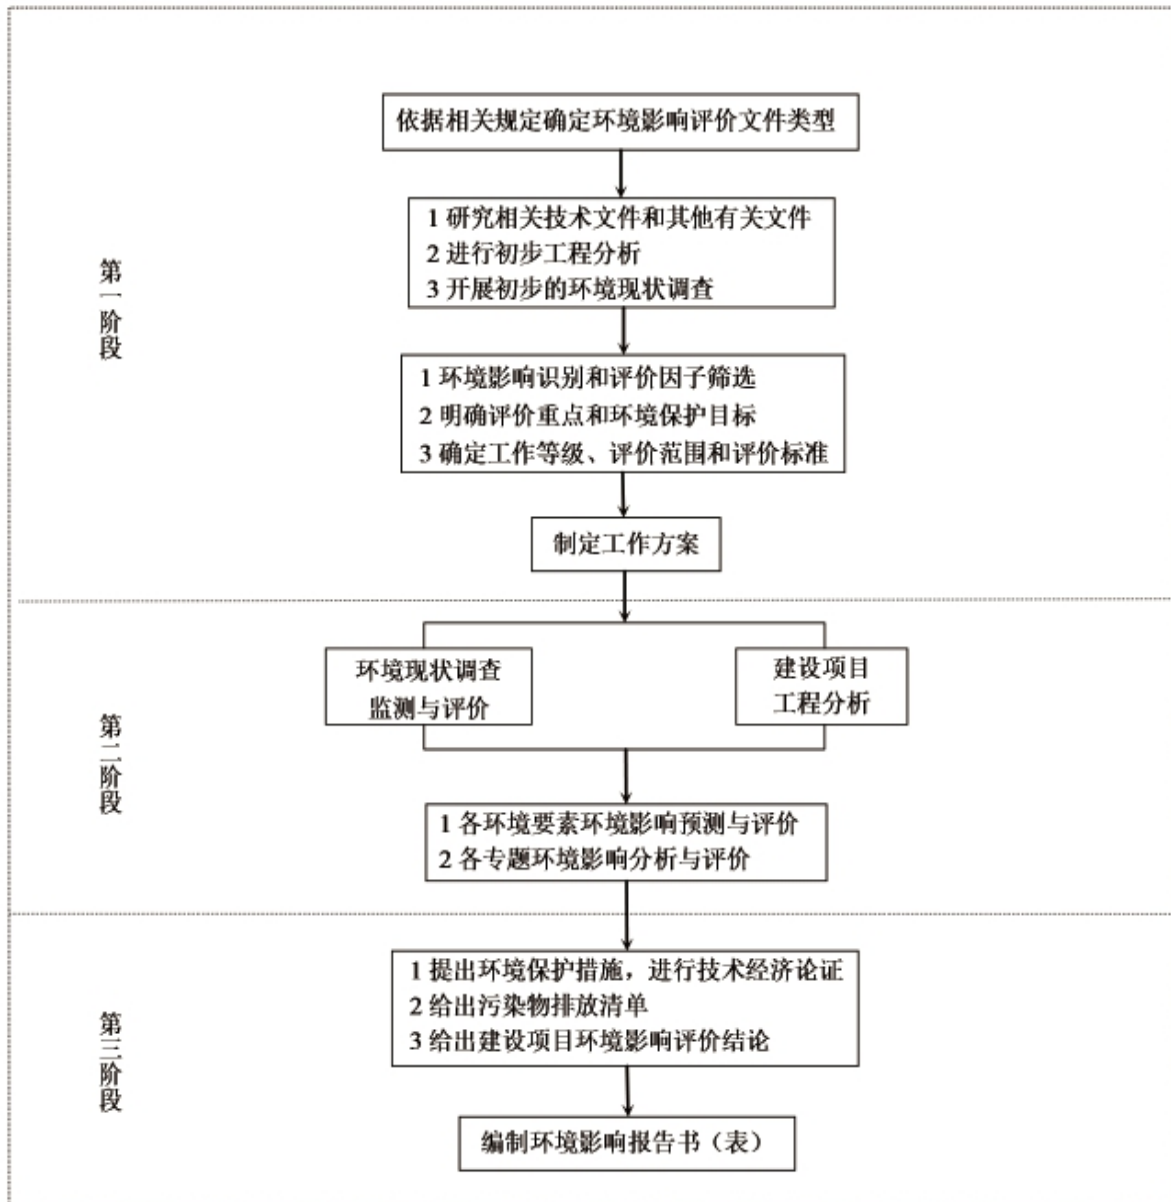 依据相关规定确定环境影响评价文件类型
1 研究相关技术文件和其他有关文件
2 进行初步工程分析
3 开展初步的环境现状调查
第一阶段
1 环境影响识别和评价因子筛选
2 明确评价重点和环境保护目标
3 确定工作等级、评价范围和评价标准
制定工作方案
环境现状调查
监测与评价
建设项目
工程分析
第二阶段
1 各环境要素环境影响预测与评价
2 各专题环境影响分析与评价
1 提出环境保护措施，进行技术经济论证
2 给出污染物排放清单
3 给出建设项目环境影响评价结论
第三阶段
编制环境影响报告书（表）